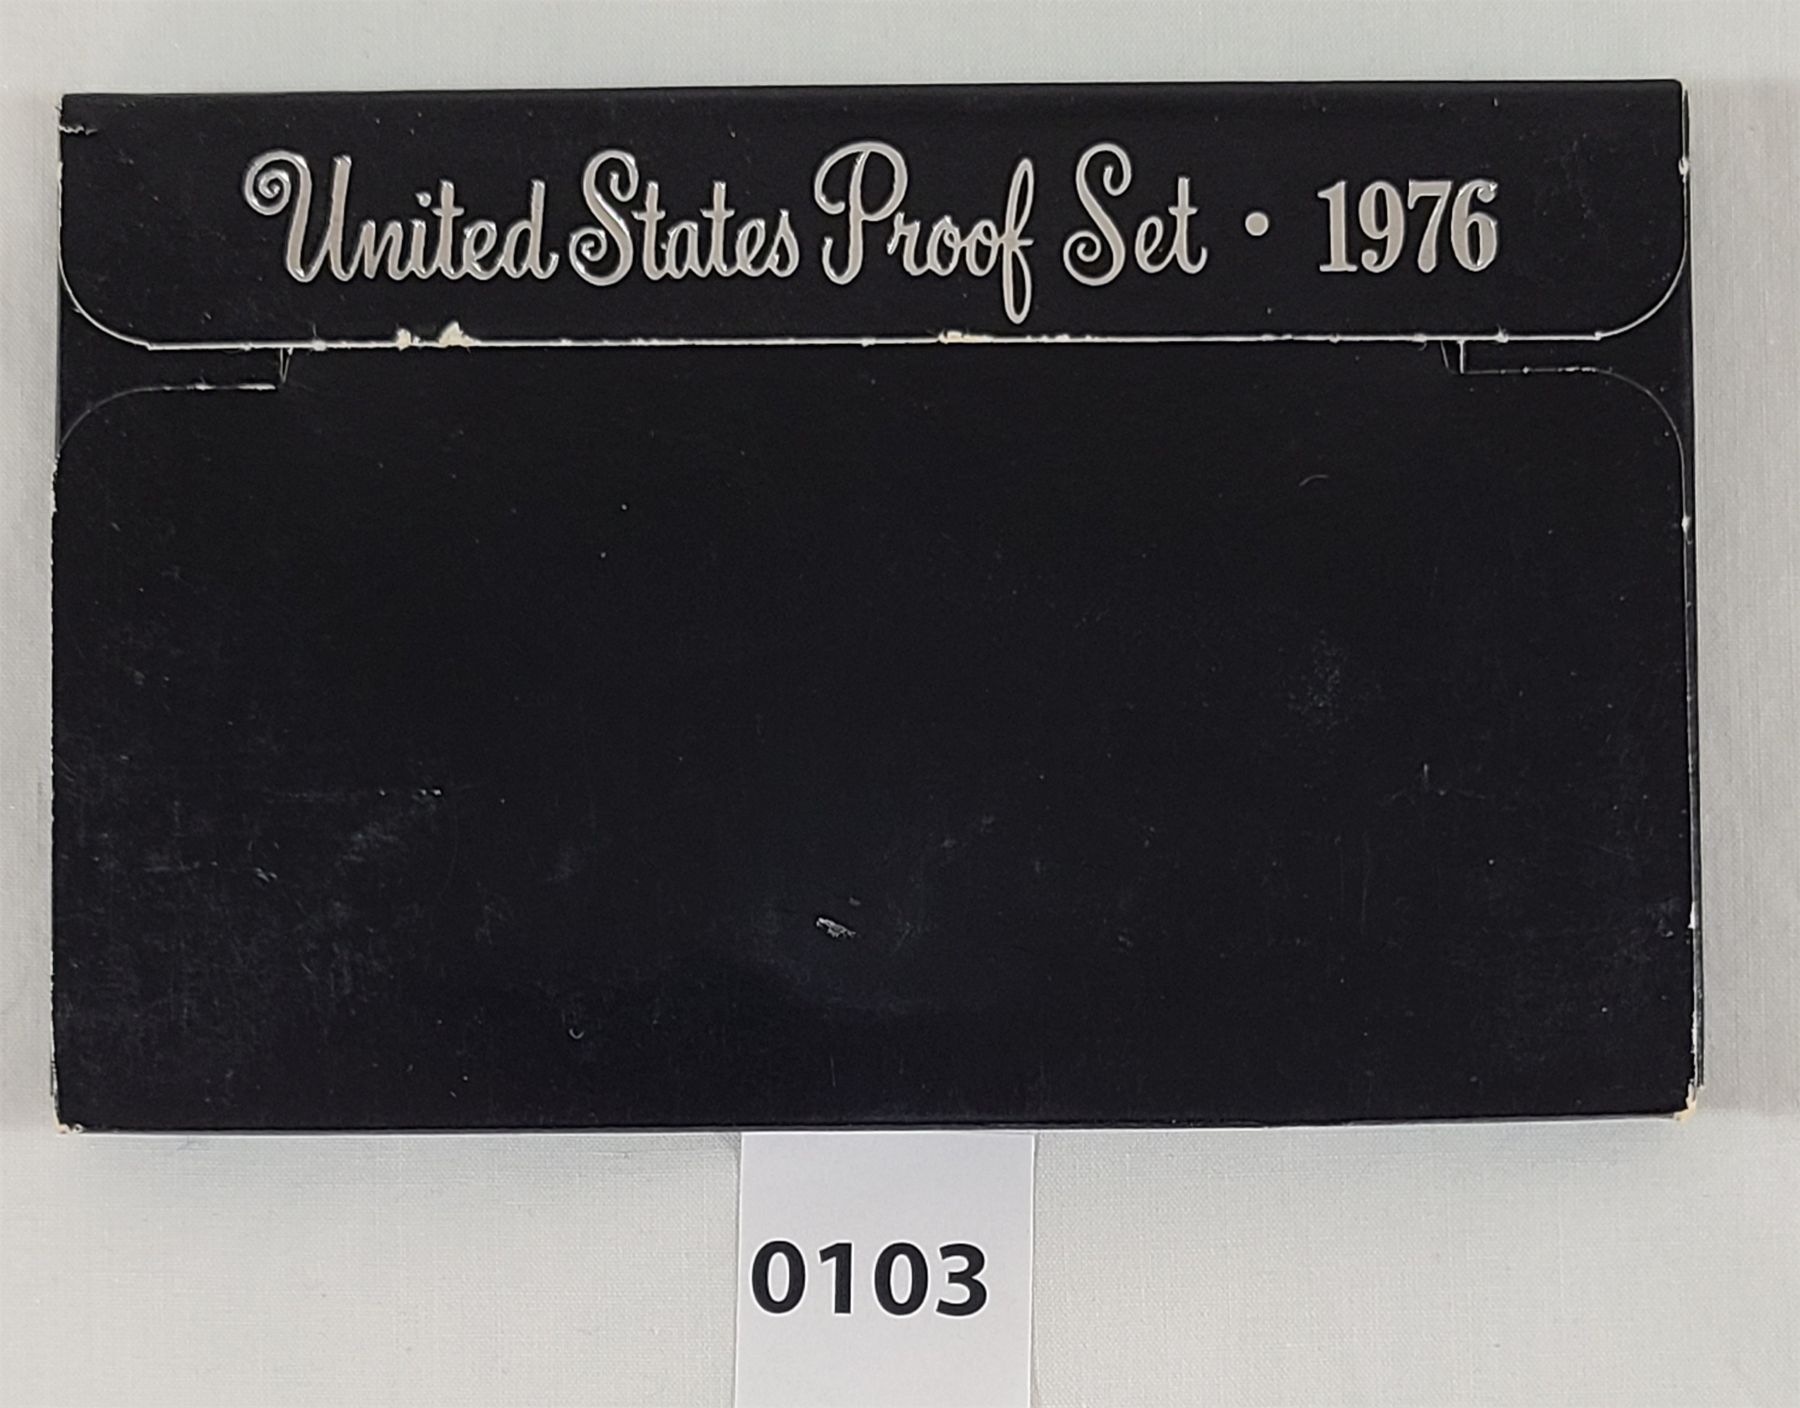 United States Proof Set • 1976
0103